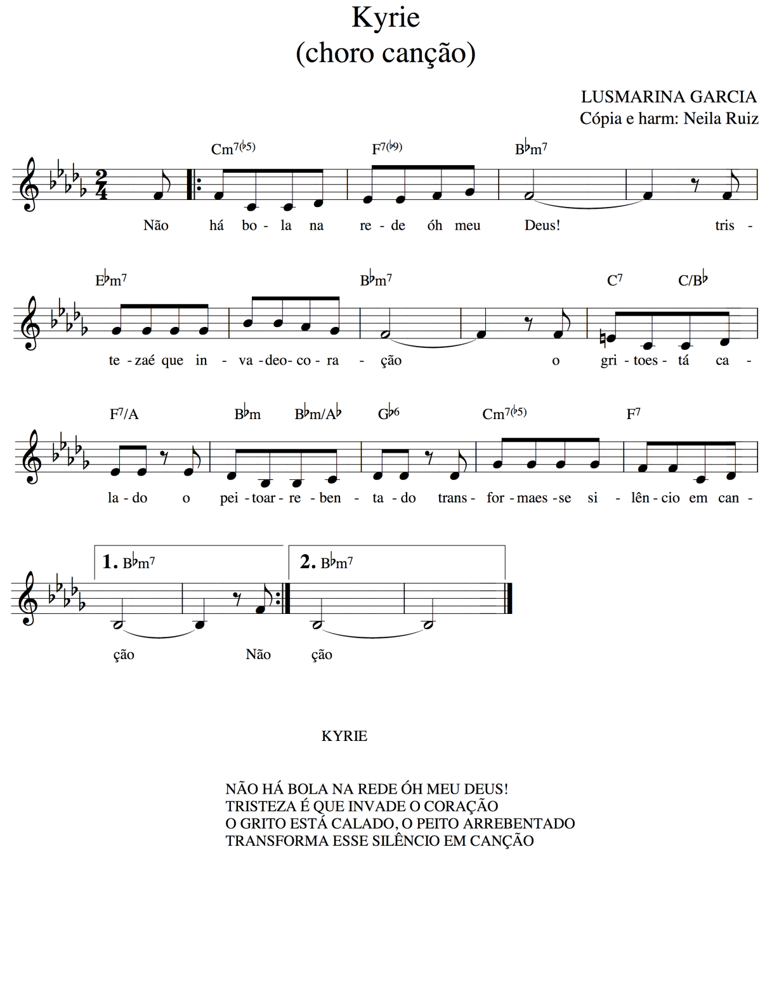 Kyrie
(choro canção)
LUSMARINA GARCIA
Cópia e harm: Neila Ruiz
Cm7(♭5) F7(♭9) B♭m7
2
4
Não há bo - la na re - de óh meu Deus! tris -
E♭m7 B♭m7 C7 C/B♭
te - zaé que in - va - deo - co - ra - ção o gri - toes - tá ca -
F7/A B♭m B♭m/A♭ G♭6 Cm7(♭5) F7
la - do o pei - toar - re - ben - ta - do trans - for - maes - se si - lên - cio em can -
1. B♭m7 2. B♭m7
ção Não ção
KYRIE
NÃO HÁ BOLA NA REDE ÓH MEU DEUS!
TRISTEZA É QUE INVADE O CORAÇÃO
O GRITO ESTÁ CALADO, O PEITO ARREBENTADO
TRANSFORMA ESSE SILÊNCIO EM CANÇÃO